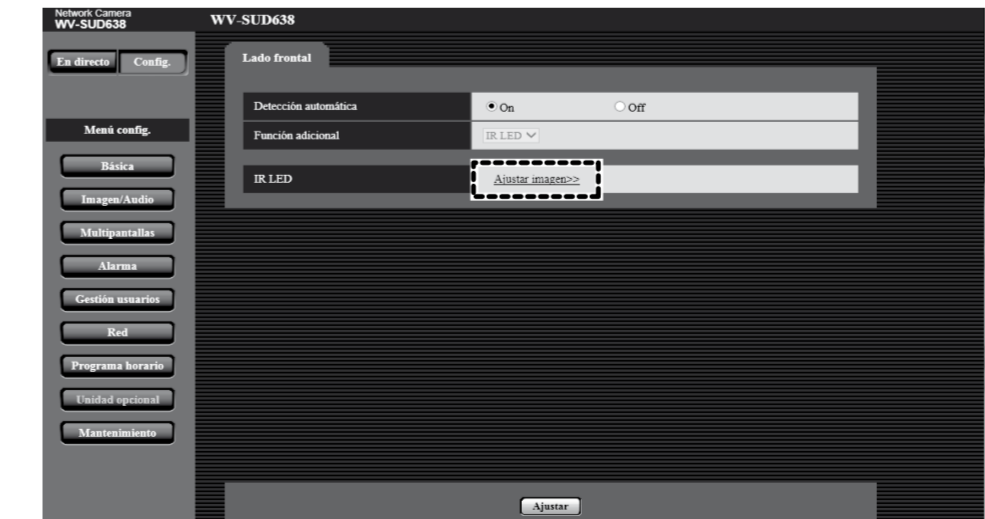 Network Camera
WV-SUD638
WV-SUD638
En directo
Config.
Menú config.
Básica
Imagen/Audio
Multipantallas
Alarma
Gestión usuarios
Red
Programa horario
Unidad opcional
Mantenimiento
Lado frontal
Detección automática
On
Off
Función adicional
IR LED
IR LED
Ajustar imagen>>
Ajustar